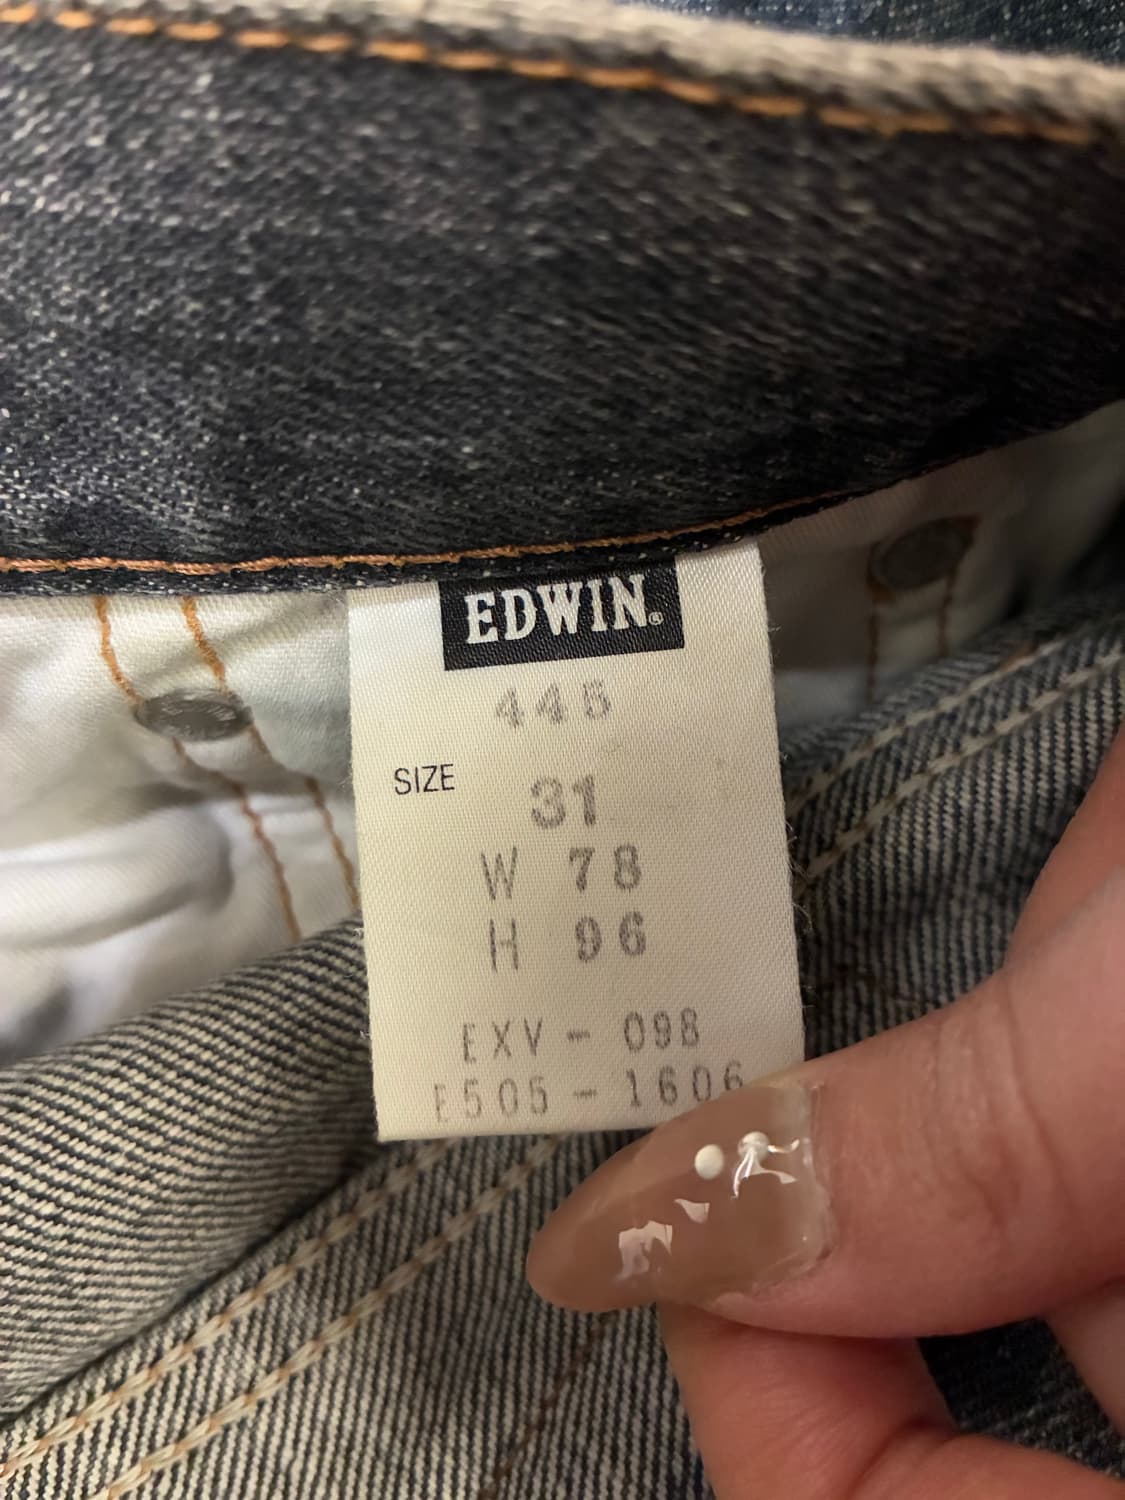 EDWIN®
445
SIZE 31
W 78
H 96
EXV - 098
E505 - 1606